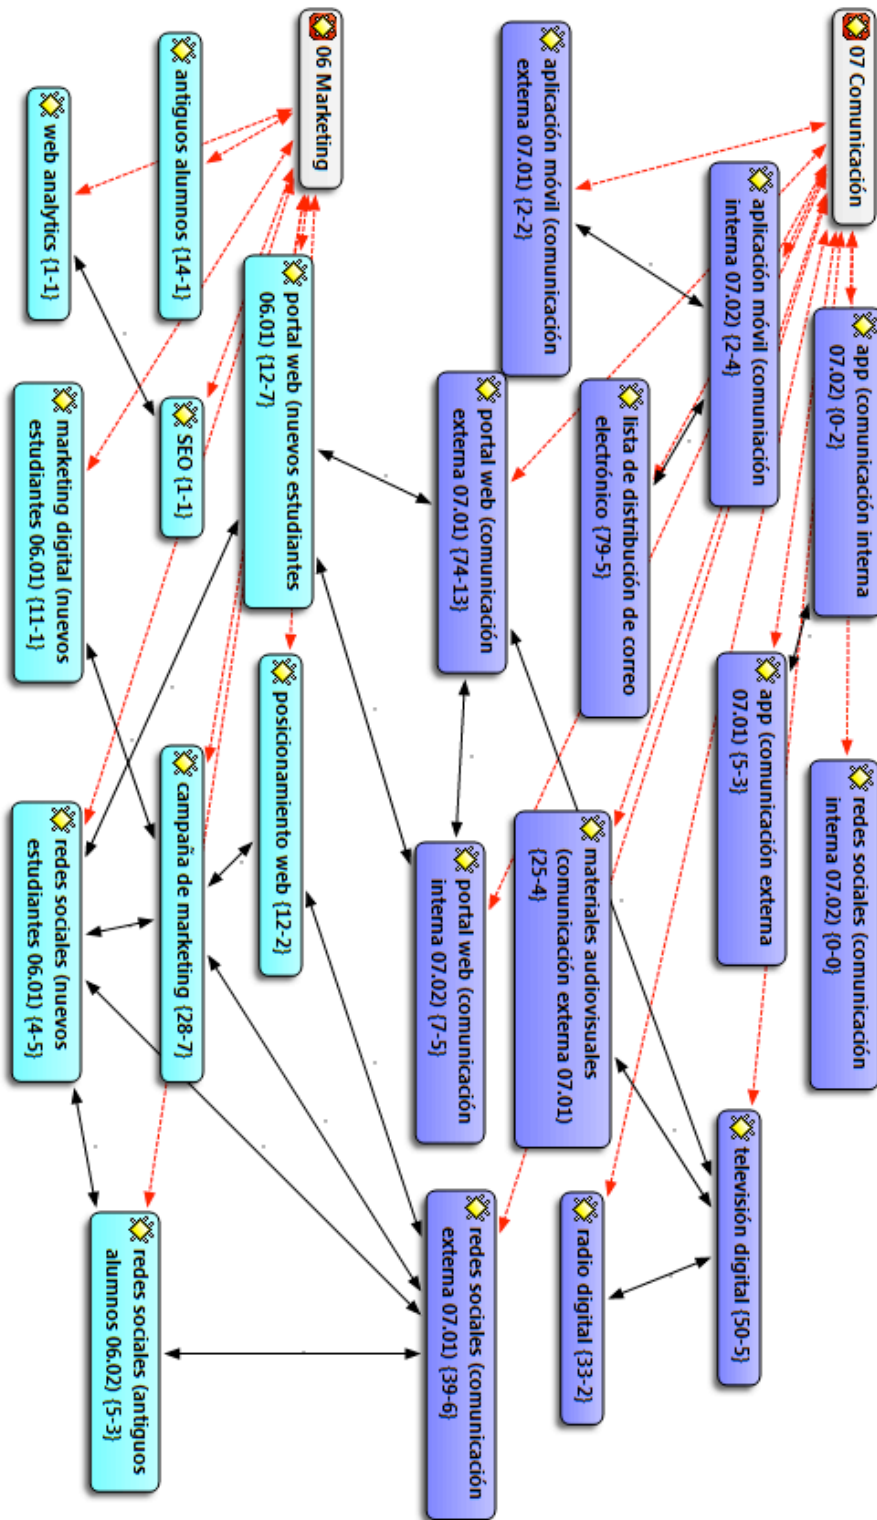 07 Comunicación
app (comunicación interna
07.02) {0-2}
redes sociales (comunicación
interna 07.02) {0-0}
aplicación móvil (comuniación
interna 07.02) {2-4}
app (comunicación externa
07.01) {5-3}
televisión digital {50-5}
lista de distribución de correo
electrónico {79-5}
materiales audiovisuales
(comunicación externa 07.01)
{25-4}
radio digital {33-2}
aplicación móvil (comunicación
externa 07.01) {2-2}
portal web (comunicación
externa 07.01) {74-13}
portal web (comunicación
interna 07.02) {7-5}
redes sociales (comunicación
externa 07.01) {39-6}
06 Marketing
portal web (nuevos estudiantes
06.01) {12-7}
posicionamiento web {12-2}
antiguos alumnos {14-1}
SEO {1-1}
campaña de marketing {28-7}
redes sociales (antiguos
alumnos 06.02) {5-3}
web analytics {1-1}
marketing digital (nuevos
estudiantes 06.01) {11-1}
redes sociales (nuevos
estudiantes 06.01) {4-5}